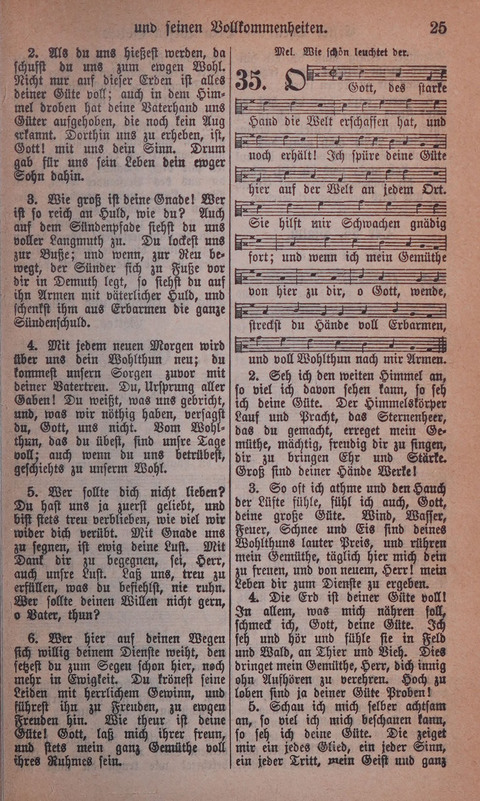 und seinen Vollkommenheiten. 25
2. Als du uns hießest werden, da
schufst du uns zum ewgen Wohl.
Nicht nur auf dieser Erden ist alles
deiner Güte voll; auch in dem Him-
mel droben hat deine Vaterhand uns
Güter aufgehoben, die noch kein Aug
erkannt. Dorthin uns zu erheben, ist,
Gott! mit uns dein Sinn. Drum
gab für uns sein Leben dein ewger
Sohn dahin.
3. Wie groß ist deine Gnade! Wer
ist so reich an Huld, wie du? Auch
auf dem Sündenpfade siehst du uns
voller Langmuth zu. Du lockest uns
zur Buße; und wenn, zur Reu be-
wegt, der Sünder sich zu Fuße vor
dir in Demuth legt, so siehst du auf
ihn Armen mit väterlicher Huld, und
schenkst ihm aus Erbarmen die ganze
Sündenschuld.
4. Mit jedem neuen Morgen wird
über uns dein Wohlthun neu; du
kommest unsern Sorgen zuvor mit
deiner Vatertreu. Du, Ursprung aller
Gaben! Du weißt, was uns gebricht,
und, was wir nöthig haben, versagst
du, Gott, uns nicht. Vom Wohl-
thun, das du übest, sind unsre Tage
voll; auch wenn du uns betrübest,
geschiehts zu unserm Wohl.
5. Wer sollte dich nicht lieben?
Du hast uns ja zuerst geliebt, und
bist stets treu verblieben, wie viel wir
wider dich verübt. Mit Gnade uns
zu segnen, ist ewig deine Lust. Mit
Dank dir zu begegnen, sei, Herr,
auch unsre Lust. Laß uns, treu zu
erfüllen, was du befiehlst, nie ruhn.
Wer sollte deinen Willen nicht gern,
o Vater, thun?
6. Wer hier auf deinen Wegen
sich willig deinem Dienste weiht, den
setzest du zum Segen schon hier, noch
mehr in Ewigkeit. Du krönest seine
Leiden mit herrlichem Gewinn, und
führest ihn zu Freuden, zu ewgen
Freuden hin. Wie theur ist deine
Güte! Gott, laß mich ihrer freun,
und stets mein ganz Gemüthe voll
ihres Ruhmes sein.
Mel. Wie schön leuchtet der.
35. O Gott, des starke
Hand die Welt erschaffen hat, und
noch erhält! Ich spüre deine Güte
hier auf der Welt an jedem Ort.
Sie hilft mir Schwachen gnädig
fort; und wenn ich mein Gemüthe
von hier zu dir, o Gott, wende,
streckst du Hände voll Erbarmen,
und voll Wohlthun nach mir Armen.
2. Seh ich den weiten Himmel an,
so viel ich davon sehen kann, so seh
ich deine Güte. Der Himmelskörper
Lauf und Pracht, das Sternenheer,
das du gemacht, erreget mein Ge-
müthe, mächtig, freudig dir zu singen,
dir zu bringen Ehr und Stärke.
Groß sind deiner Hände Werke!
3. So oft ich athme und den Hauch
der Lüfte fühle, fühl ich auch, Gott,
deine große Güte. Wind, Wasser,
Feuer, Schnee und Eis sind deines
Wohlthuns lauter Preis, und rühren
mein Gemüthe, täglich hier mich dein
zu freuen, und von neuem, Herr! mein
Leben dir zum Dienste zu ergeben.
4. Die Erd ist deiner Güte voll!
In allem, was mich nähren soll,
schmeck ich, Gott, deine Güte. Ich
seh und hör und fühle sie in Feld
und Wald, an Thier und Vieh. Dies
dringet mein Gemüthe, Herr, dich innig
ohn Aufhören zu verehren. Hoch zu
loben sind ja deiner Güte Proben!
5. Schau ich mich selber achtsam
an, so viel ich mich beschauen kann,
so seh ich deine Güte. Die zeiget
mir ein jedes Glied, ein jeder Sinn,
ein jeder Tritt, mein Geist und ganz